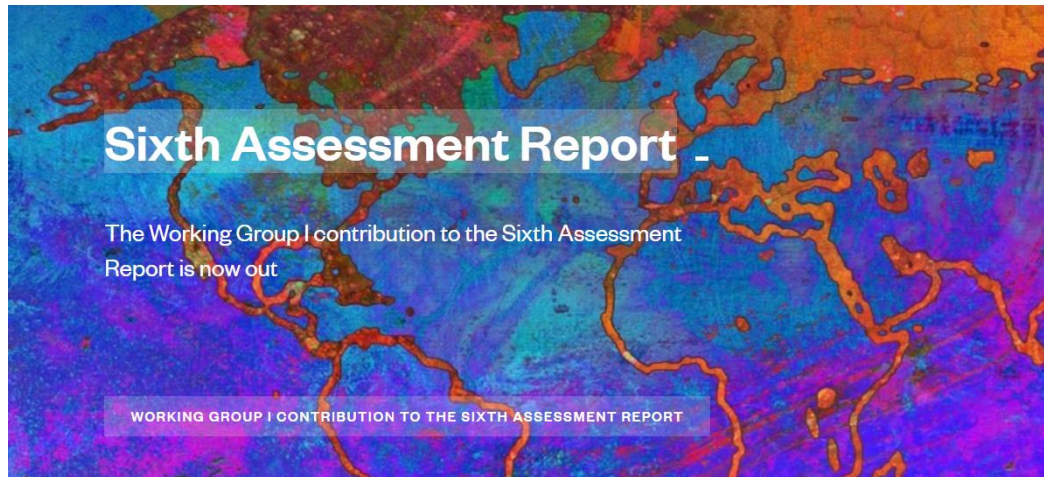 Sixth Assessment Report _
The Working Group I contribution to the Sixth Assessment
Report is now out
WORKING GROUP I CONTRIBUTION TO THE SIXTH ASSESSMENT REPORT